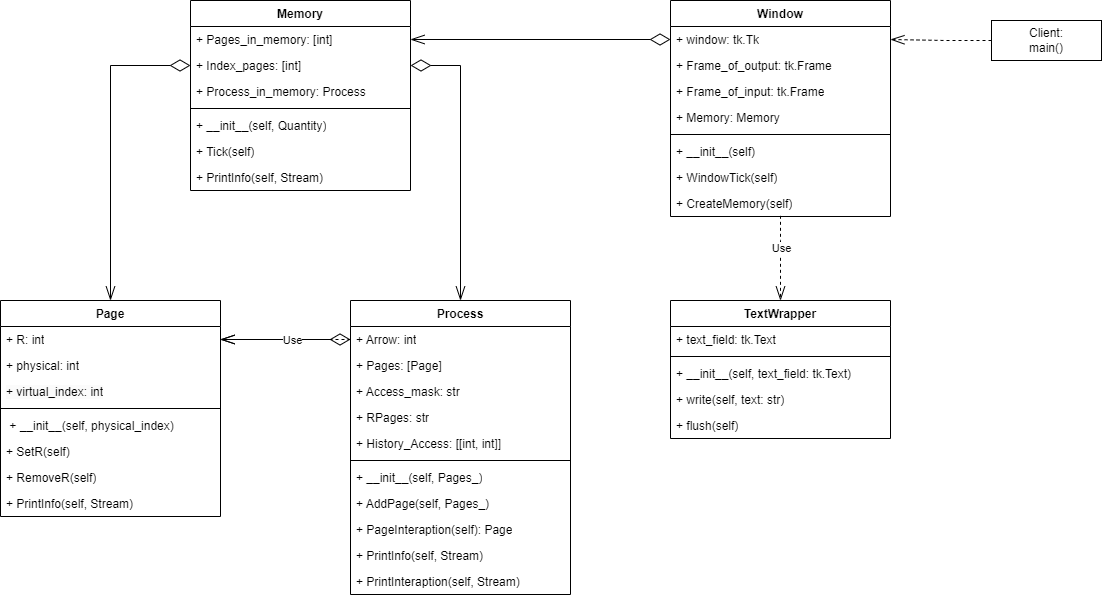 Memory
+ Pages_in_memory: [int]
+ Index_pages: [int]
+ Process_in_memory: Process
+ __init__(self, Quantity)
+ Tick(self)
+ PrintInfo(self, Stream)
Window
+ window: tk.Tk
+ Frame_of_output: tk.Frame
+ Frame_of_input: tk.Frame
+ Memory: Memory
+ __init__(self)
+ WindowTick(self)
+ CreateMemory(self)
Client:
main()
Use
Page
+ R: int
+ physical: int
+ virtual_index: int
+ __init__(self, physical_index)
+ SetR(self)
+ RemoveR(self)
+ PrintInfo(self, Stream)
Use
Process
+ Arrow: int
+ Pages: [Page]
+ Access_mask: str
+ RPages: str
+ History_Access: [[int, int]]
+ __init__(self, Pages_)
+ AddPage(self, Pages_)
+ PageInteraption(self): Page
+ PrintInfo(self, Stream)
+ PrintInteraption(self, Stream)
TextWrapper
+ text_field: tk.Text
+ __init__(self, text_field: tk.Text)
+ write(self, text: str)
+ flush(self)